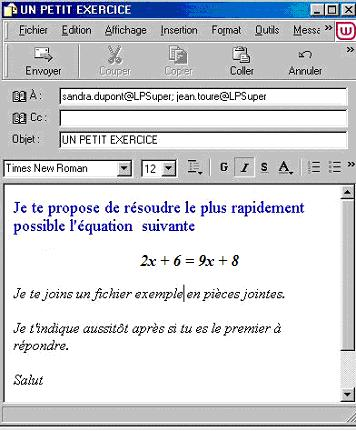 UN PETIT EXERCICE
Fichier Edition Affichage Insertion Format Outils Messa »
Envoyer Couper Copier Coller Annuler »
À : sandra.dupont@LPSuper; jean.toure@LPSuper
Cc :
Objet : UN PETIT EXERCICE
Times New Roman 12 G I S A »
Je te propose de résoudre le plus rapidement
possible l'équation suivante
2x + 6 = 9x + 8
Je te joins un fichier exemple en pièces jointes.
Je t'indique aussitôt après si tu es le premier à
répondre.
Salut